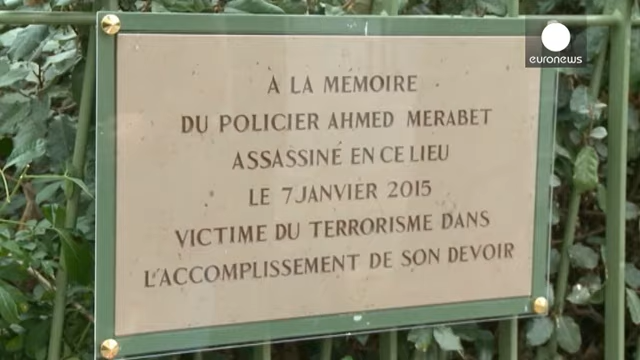 euronews
A LA MÉMOIRE
DU POLICIER AHMED MERABET
ASSASSINÉ EN CE LIEU
LE 7 JANVIER 2015
VICTIME DU TERRORISME DANS
L'ACCOMPLISSEMENT DE SON DEVOIR